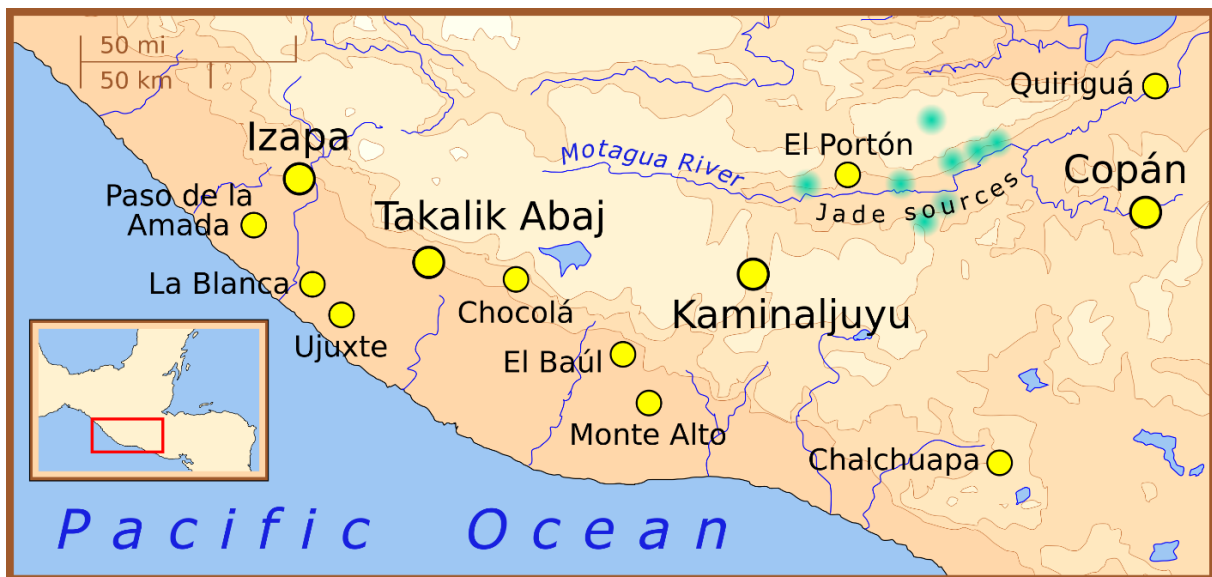 50 mi
50 km
Quiriguá
Izapa
El Portón
Motagua River
Copán
Paso de la
Amada
Jade sources
Takalik Abaj
La Blanca
Chocolá
Kaminaljuyu
Ujuxte
El Baúl
Monte Alto
Chalchuapa
Pacific Ocean